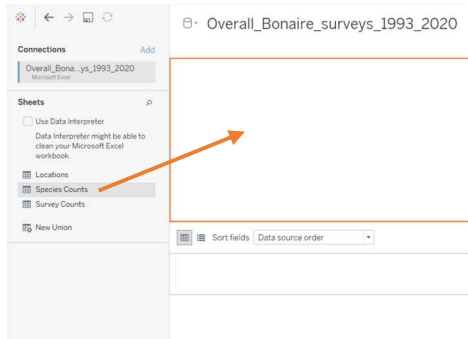 Overall_Bonaire_surveys_1993_2020
Connections Add
Overall_Bona...ys_1993_2020
Microsoft Excel
Sheets
Use Data Interpreter
Data Interpreter might be able to
clean your Microsoft Excel
workbook.
Locations
Species Counts
Survey Counts
New Union
Sort fields Data source order